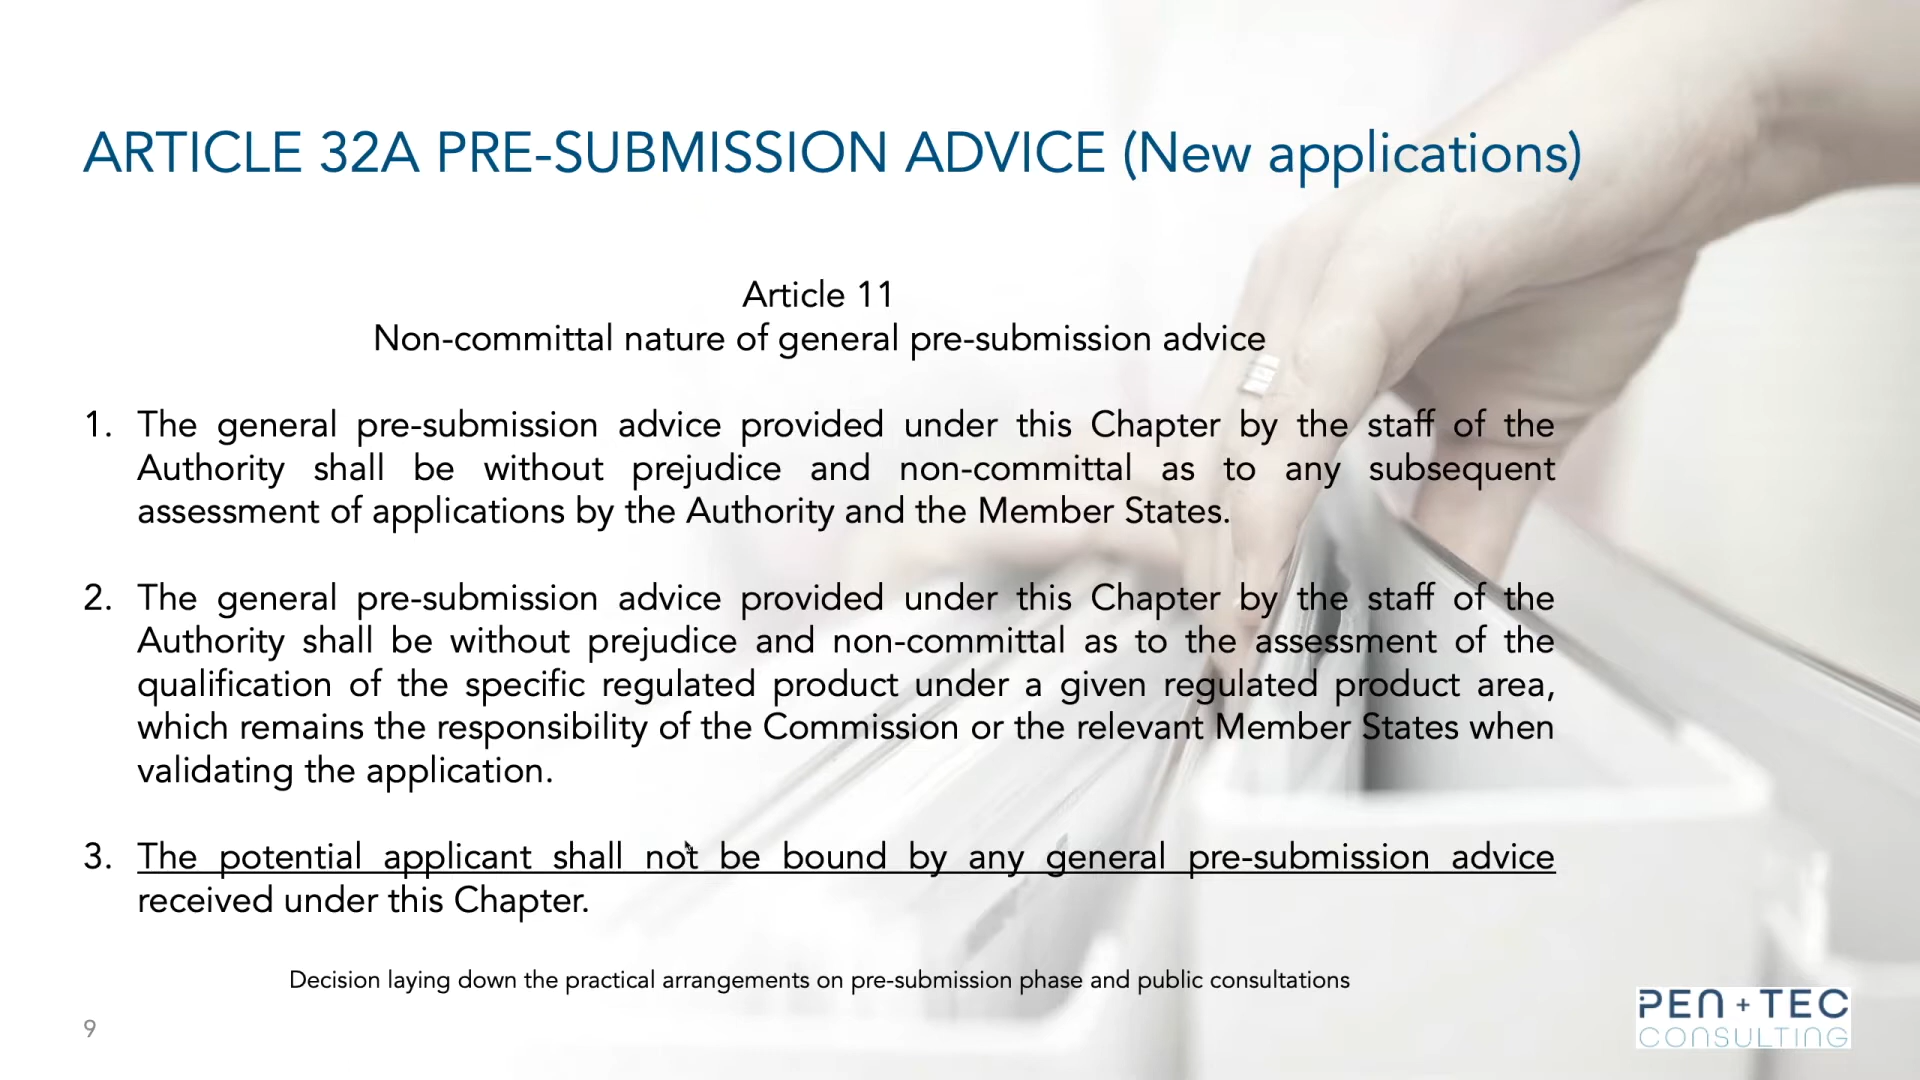 ARTICLE 32A PRE-SUBMISSION ADVICE (New applications)
Article 11
Non-committal nature of general pre-submission advice
1. The general pre-submission advice provided under this Chapter by the staff of the
Authority shall be without prejudice and non-committal as to any subsequent
assessment of applications by the Authority and the Member States.
2. The general pre-submission advice provided under this Chapter by the staff of the
Authority shall be without prejudice and non-committal as to the assessment of the
qualification of the specific regulated product under a given regulated product area,
which remains the responsibility of the Commission or the relevant Member States when
validating the application.
3. The potential applicant shall not be bound by any general pre-submission advice
received under this Chapter.
Decision laying down the practical arrangements on pre-submission phase and public consultations
9
PEN + TEC
CONSULTING